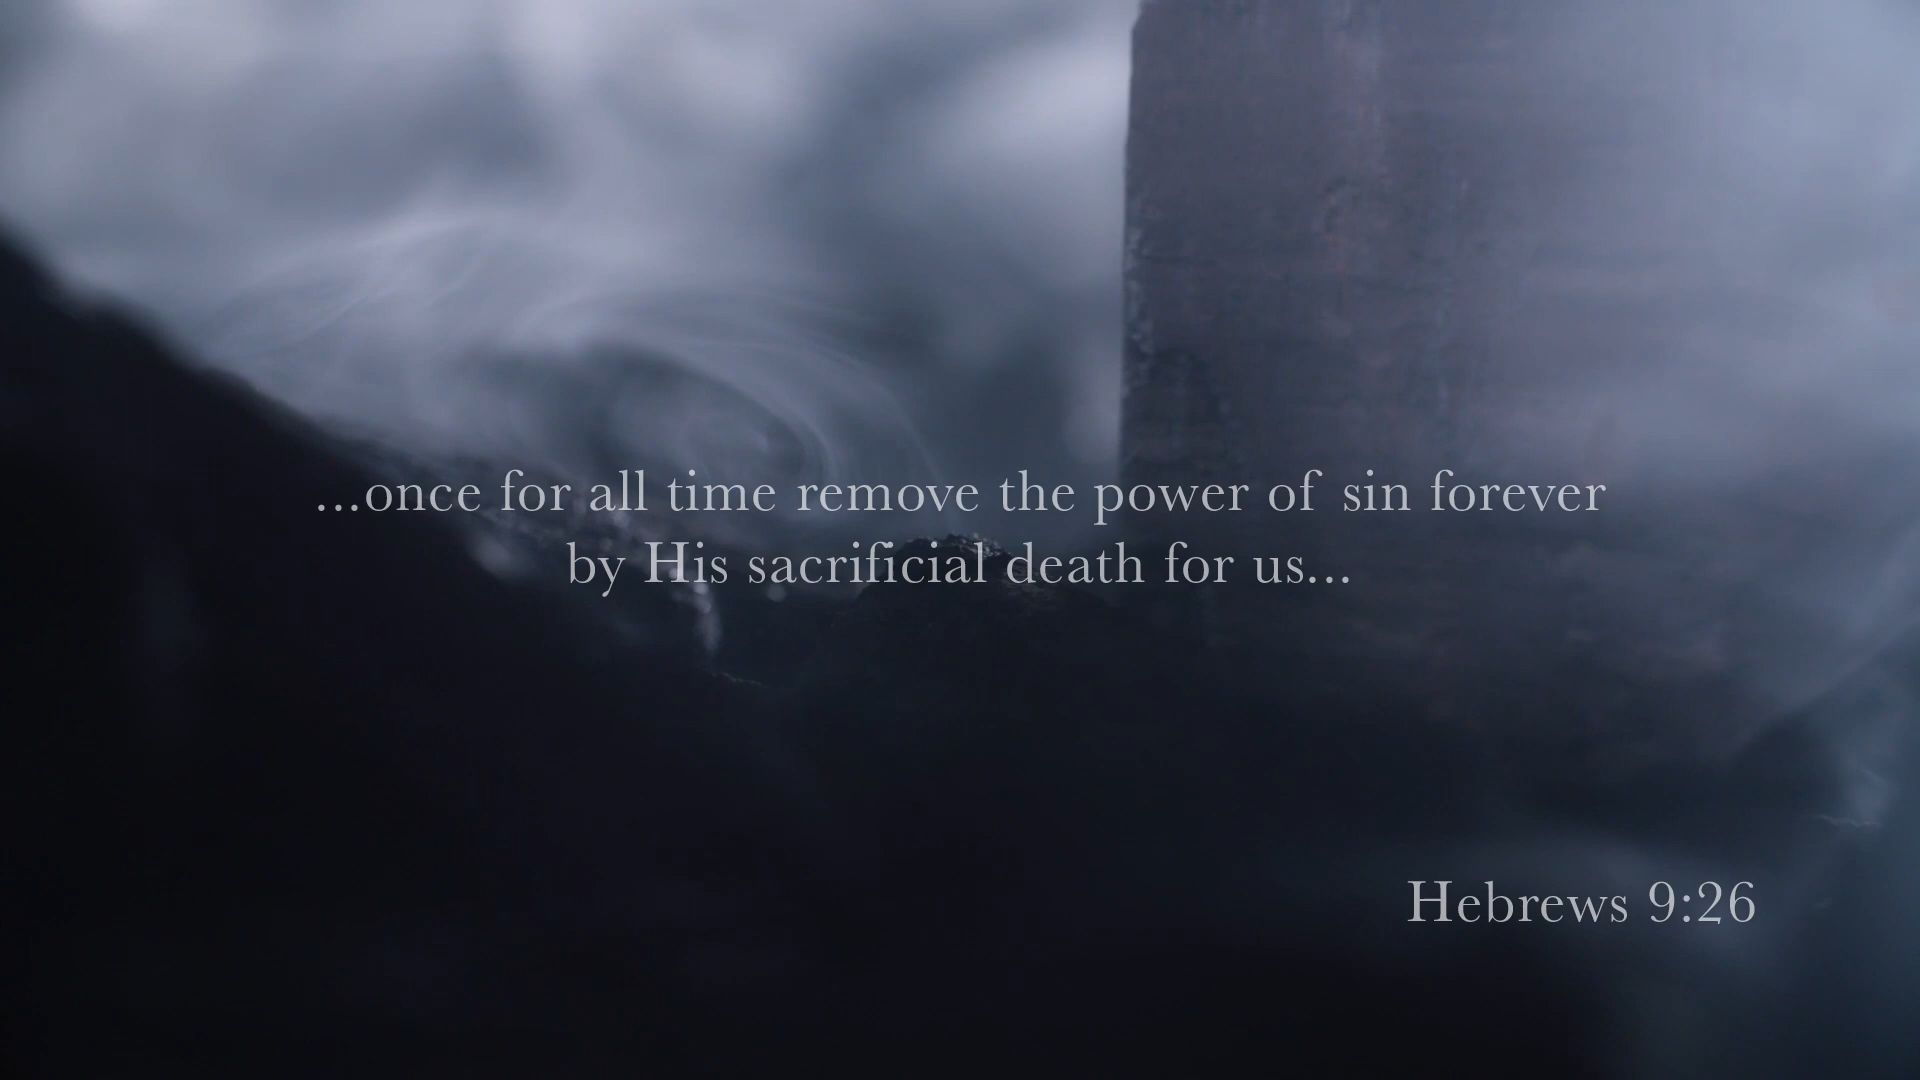 ...once for all time remove the power of sin forever
by His sacrificial death for us...
Hebrews 9:26